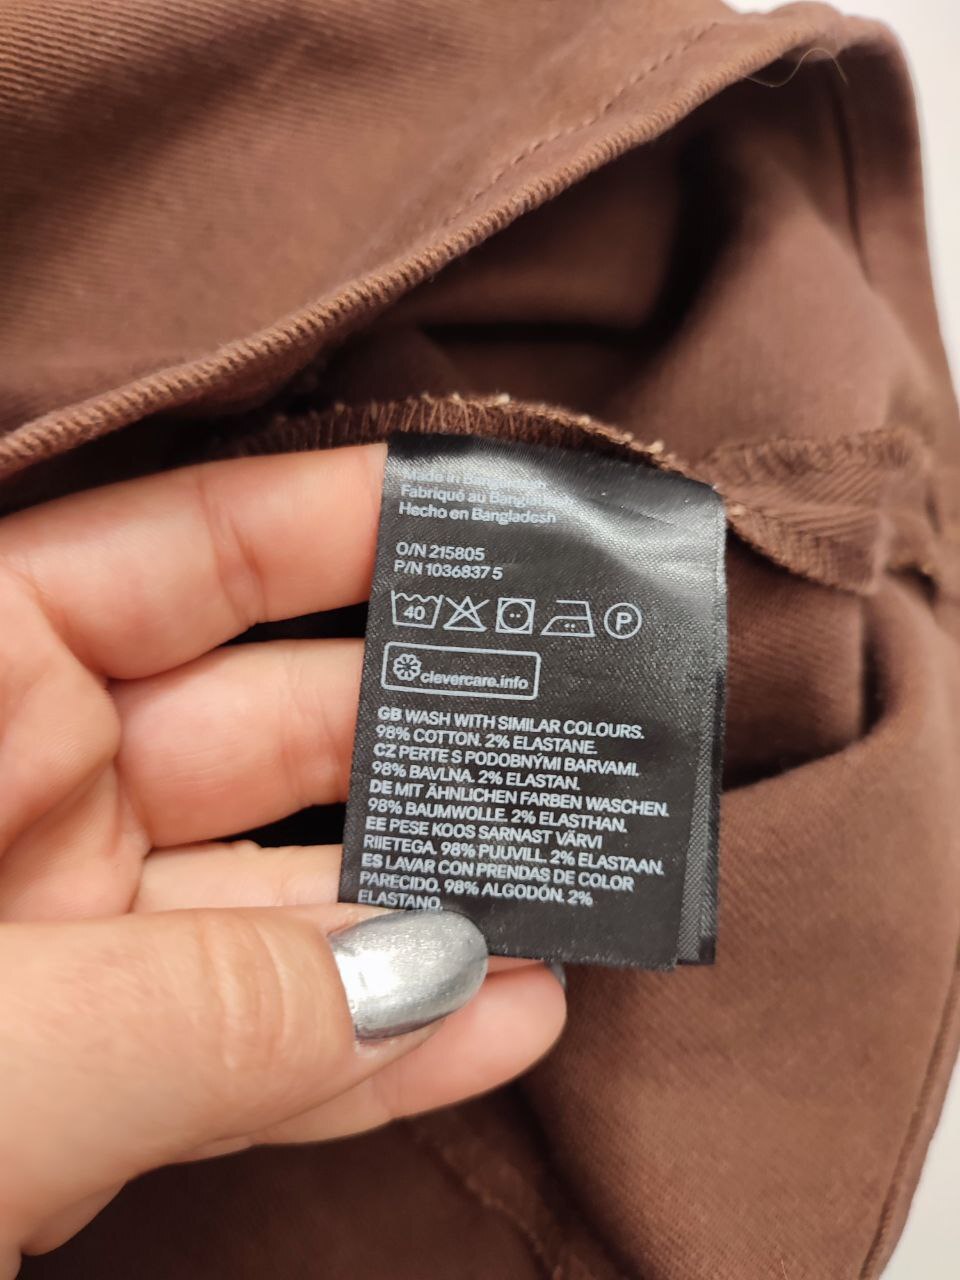 Made in Bangladesh
Fabriqué au Bangladesh
Hecho en Bangladesh
O/N 215805
P/N 1036837 5
40 P
clevercare.info
GB WASH WITH SIMILAR COLOURS.
98% COTTON. 2% ELASTANE.
CZ PERTE S PODOBNÝMI BARVAMI.
98% BAVLNA. 2% ELASTAN.
DE MIT ÄHNLICHEN FARBEN WASCHEN.
98% BAUMWOLLE. 2% ELASTHAN.
EE PESE KOOS SARNAST VÄRVI
RIIETEGA. 98% PUUVILL. 2% ELASTAAN.
ES LAVAR CON PRENDAS DE COLOR
PARECIDO. 98% ALGODÓN. 2%
ELASTANO.